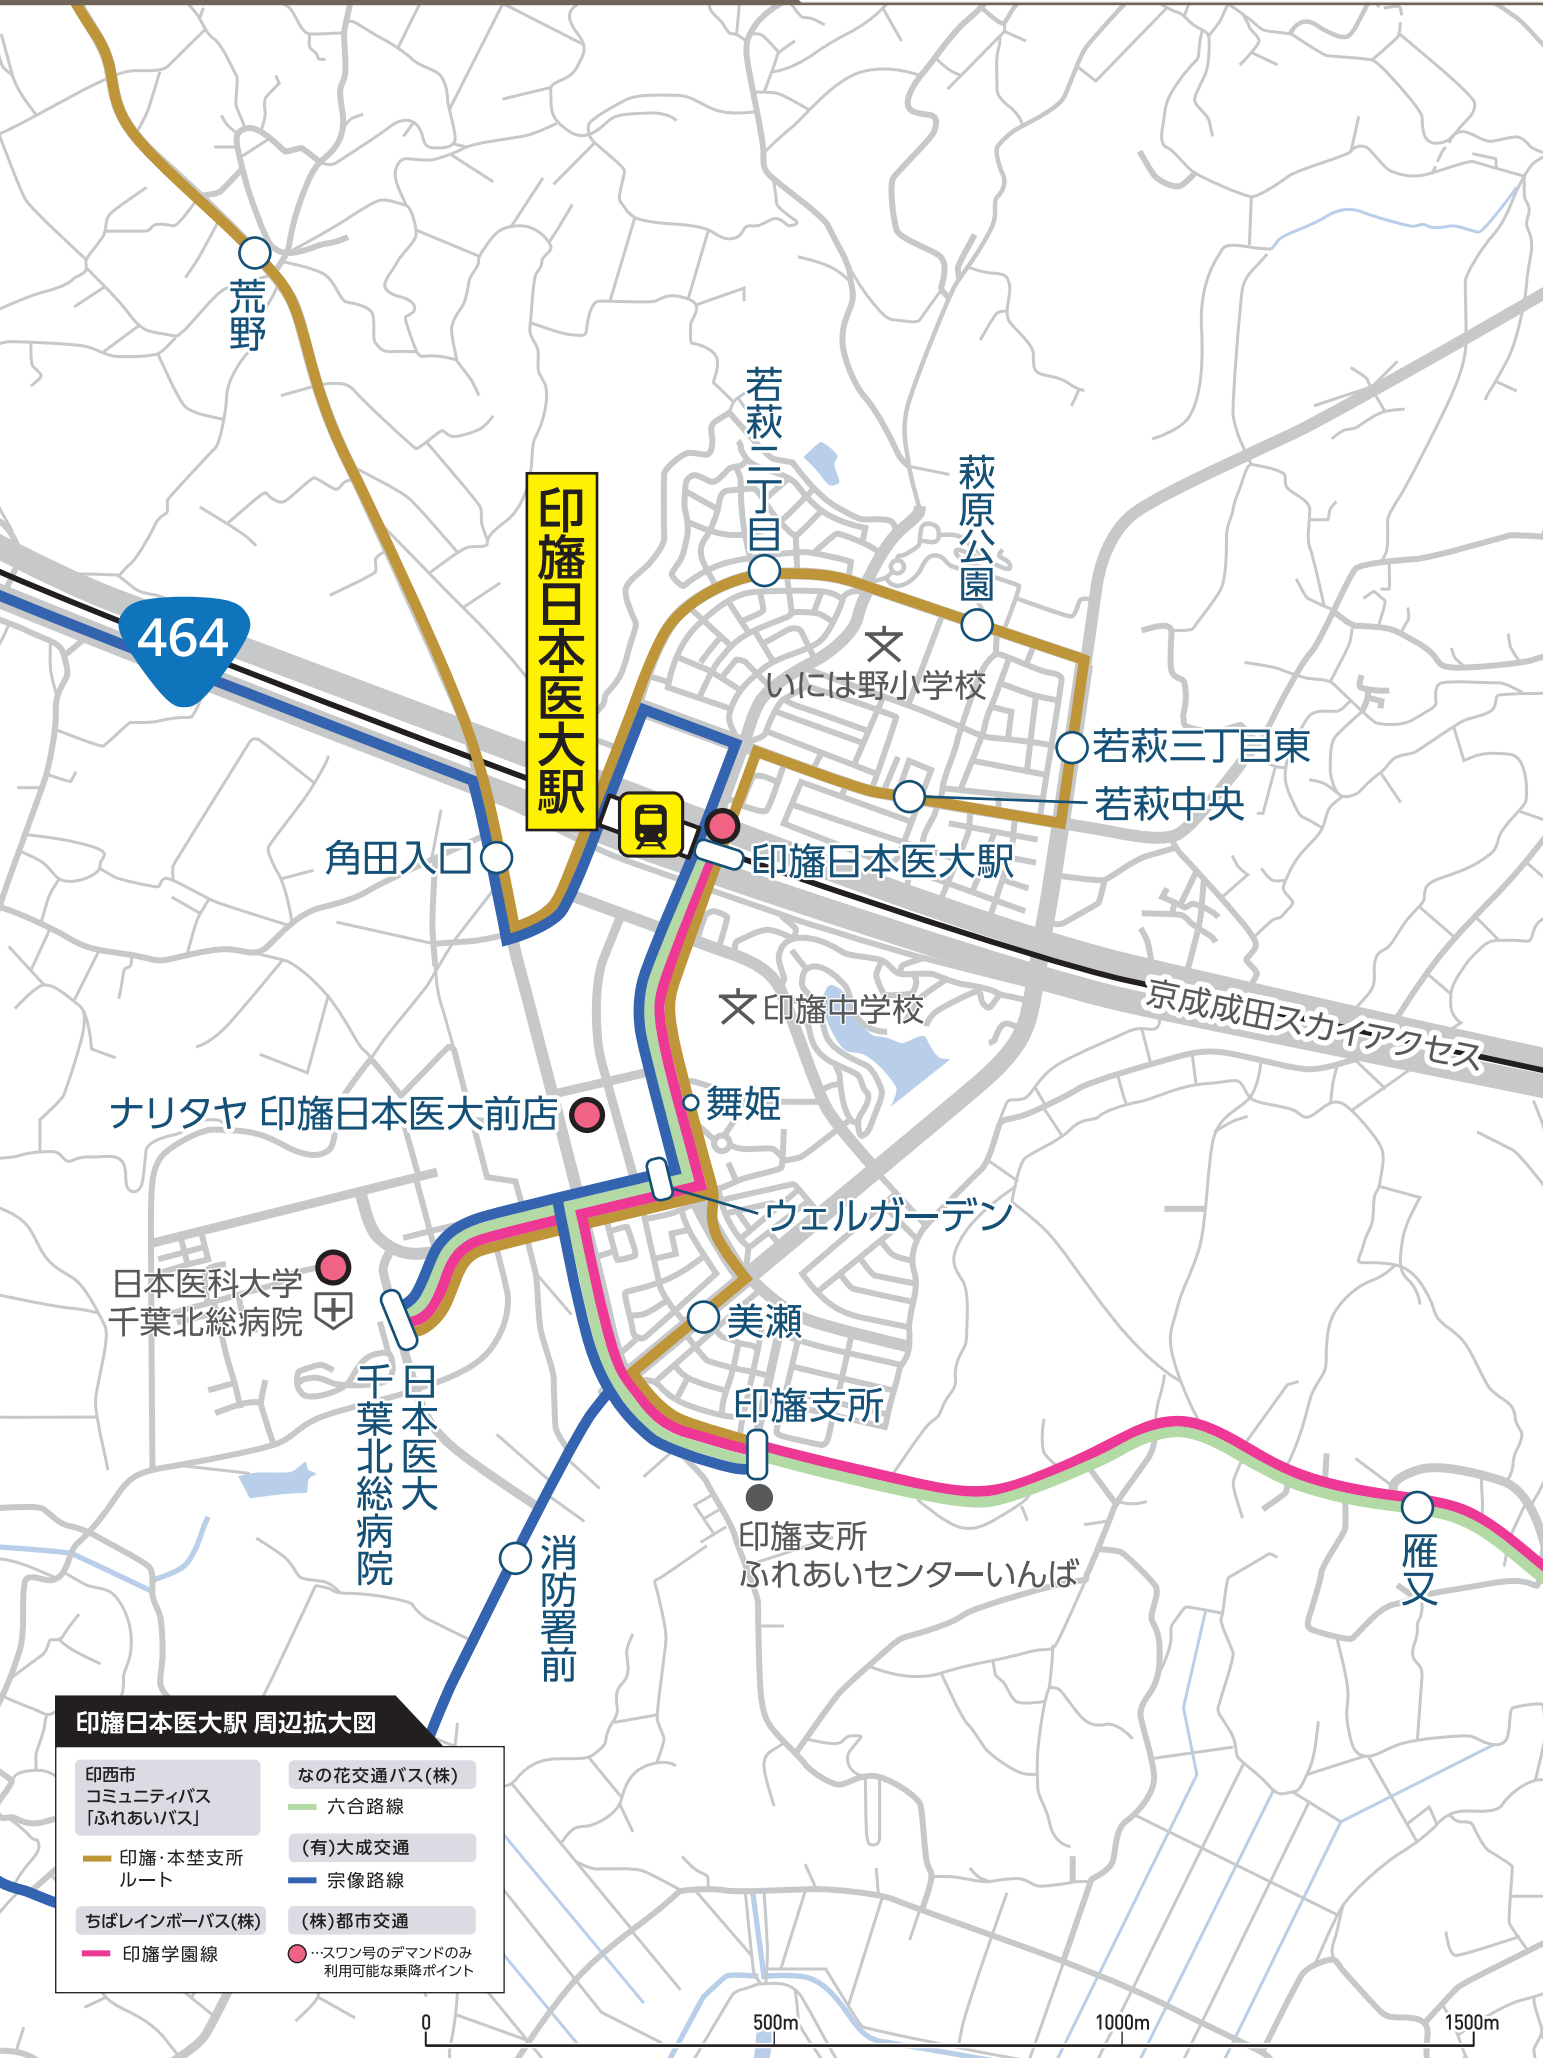 荒野
若萩二丁目
萩原公園
印旛日本医大駅
464
いには野小学校
若萩三丁目東
若萩中央
角田入口
印旛日本医大駅
京成成田スカイアクセス
印旛中学校
舞姫
ナリタヤ 印旛日本医大前店
ウェルガーデン
日本医科大学
千葉北総病院
美瀬
日本医大
千葉北総病院
印旛支所
印旛支所
ふれあいセンターいんば
雁又
消防署前
印旛日本医大駅 周辺拡大図
印西市
コミュニティバス
「ふれあいバス」
印旛・本埜支所
ルート
ちばレインボーバス(株)
印旛学園線
なの花交通バス(株)
六合路線
(有)大成交通
宗像路線
(株)都市交通
…スワン号のデマンドのみ
利用可能な乗降ポイント
0 500m 1000m 1500m